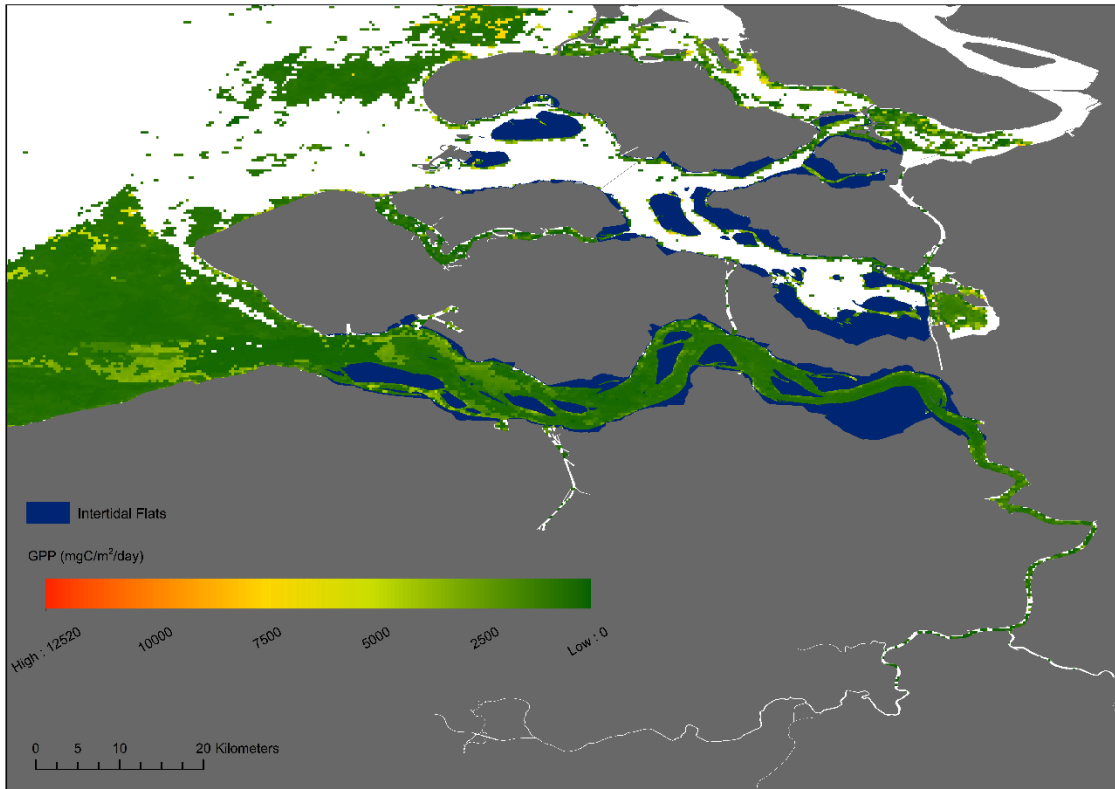 Intertidal Flats
GPP (mgC/m²/day)
High : 12520 10000 7500 5000 2500 Low : 0
0 5 10 20 Kilometers